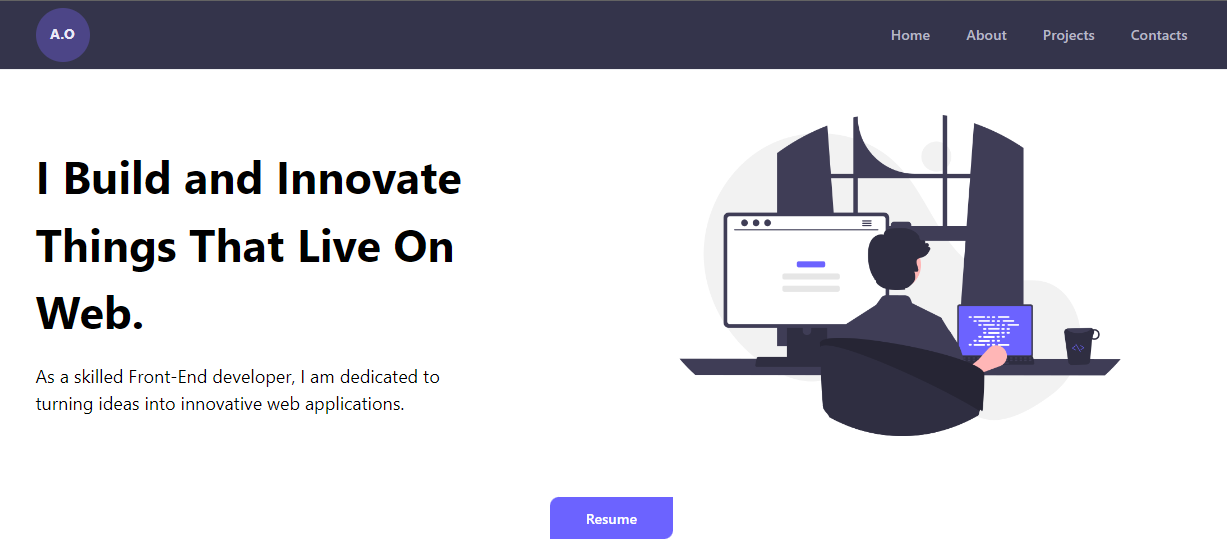 A.O
Home About Projects Contacts
I Build and Innovate
Things That Live On
Web.
As a skilled Front-End developer, I am dedicated to
turning ideas into innovative web applications.
</>
Resume